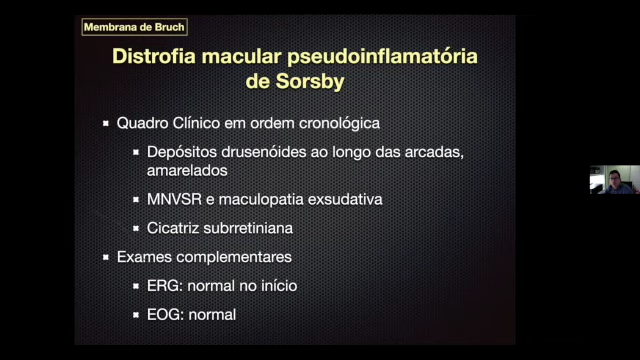 Membrana de Bruch
Distrofia macular pseudoinflamatória
de Sorsby
Quadro Clínico em ordem cronológica
Depósitos drusenóides ao longo das arcadas,
amarelados
MNVSR e maculopatia exsudativa
Cicatriz subrretiniana
Exames complementares
ERG: normal no início
EOG: normal